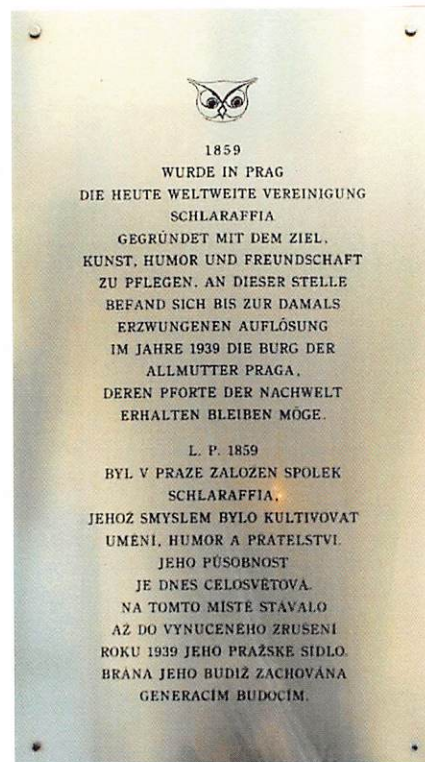 1859
WURDE IN PRAG
DIE HEUTE WELTWEITE VEREINIGUNG
SCHLARAFFIA
GEGRÜNDET MIT DEM ZIEL,
KUNST, HUMOR UND FREUNDSCHAFT
ZU PFLEGEN. AN DIESER STELLE
BEFAND SICH BIS ZUR DAMALS
ERZWUNGENEN AUFLÖSUNG
IM JAHRE 1939 DIE BURG DER
ALLMUTTER PRAGA,
DEREN PFORTE DER NACHWELT
ERHALTEN BLEIBEN MÖGE.
L. P. 1859
BYL V PRAZE ZALOŽEN SPOLEK
SCHLARAFFIA,
JEHOŽ SMYSLEM BYLO KULTIVOVAT
UMĚNÍ, HUMOR A PŘATELSTVÍ.
JEHO PŮSOBNOST
JE DNES CELOSVĚTOVÁ.
NA TOMTO MÍSTĚ STÁVALO
AŽ DO VYNUCENÉHO ZRUŠENÍ
ROKU 1939 JEHO PRAŽSKÉ SÍDLO.
BRÁNA JEHO BUDIŽ ZACHOVÁNA
GENERACÍM BUDOCÍM.